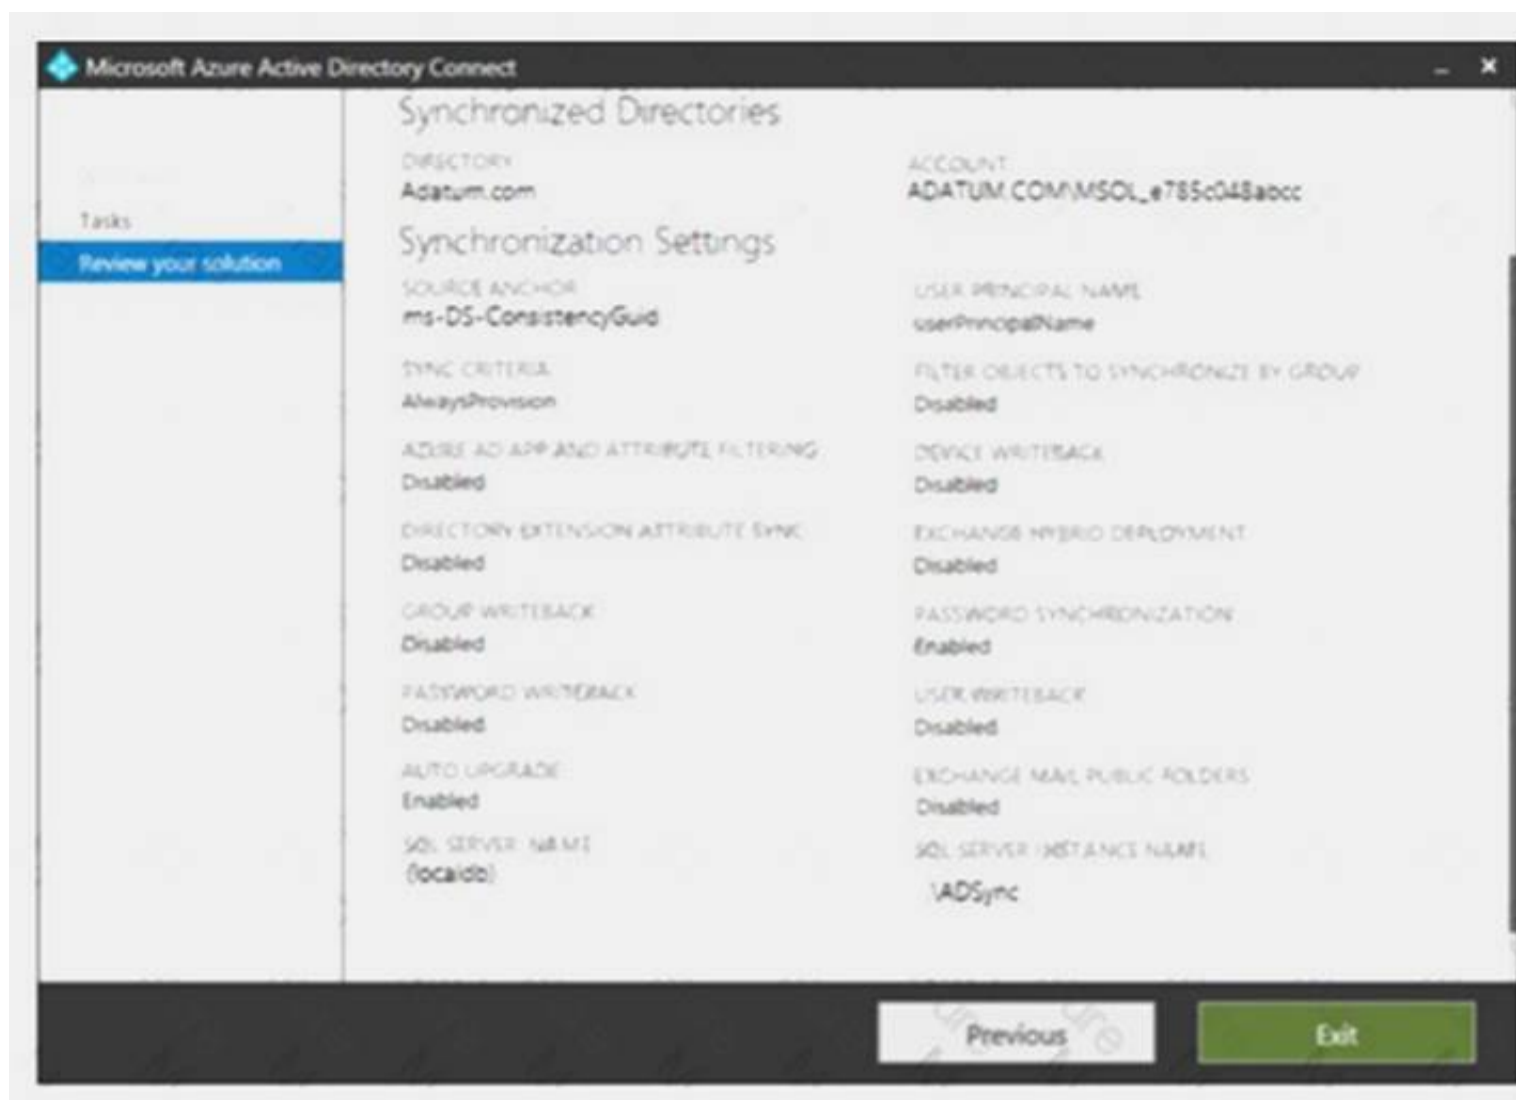 Microsoft Azure Active Directory Connect
Tasks
Review your solution
Synchronized Directories
DIRECTORY
Adatum.com
ACCOUNT
ADATUM.COM\MSOL_e785c048abcc
Synchronization Settings
SOURCE ANCHOR
ms-DS-ConsistencyGuid
USER PRINCIPAL NAME
userPrincipalName
SYNC CRITERIA
AlwaysProvision
FILTER OBJECTS TO SYNCHRONIZE BY GROUP
Disabled
AZURE AD APP AND ATTRIBUTE FILTERING
Disabled
DEVICE WRITEBACK
Disabled
DIRECTORY EXTENSION ATTRIBUTE SYNC
Disabled
EXCHANGE HYBRID DEPLOYMENT
Disabled
GROUP WRITEBACK
Disabled
PASSWORD SYNCHRONIZATION
Enabled
PASSWORD WRITEBACK
Disabled
USER WRITEBACK
Disabled
AUTO UPGRADE
Enabled
EXCHANGE MAIL PUBLIC FOLDERS
Disabled
SQL SERVER NAME
(localdb)
SQL SERVER INSTANCE NAME
.\ADSync
Previous
Exit